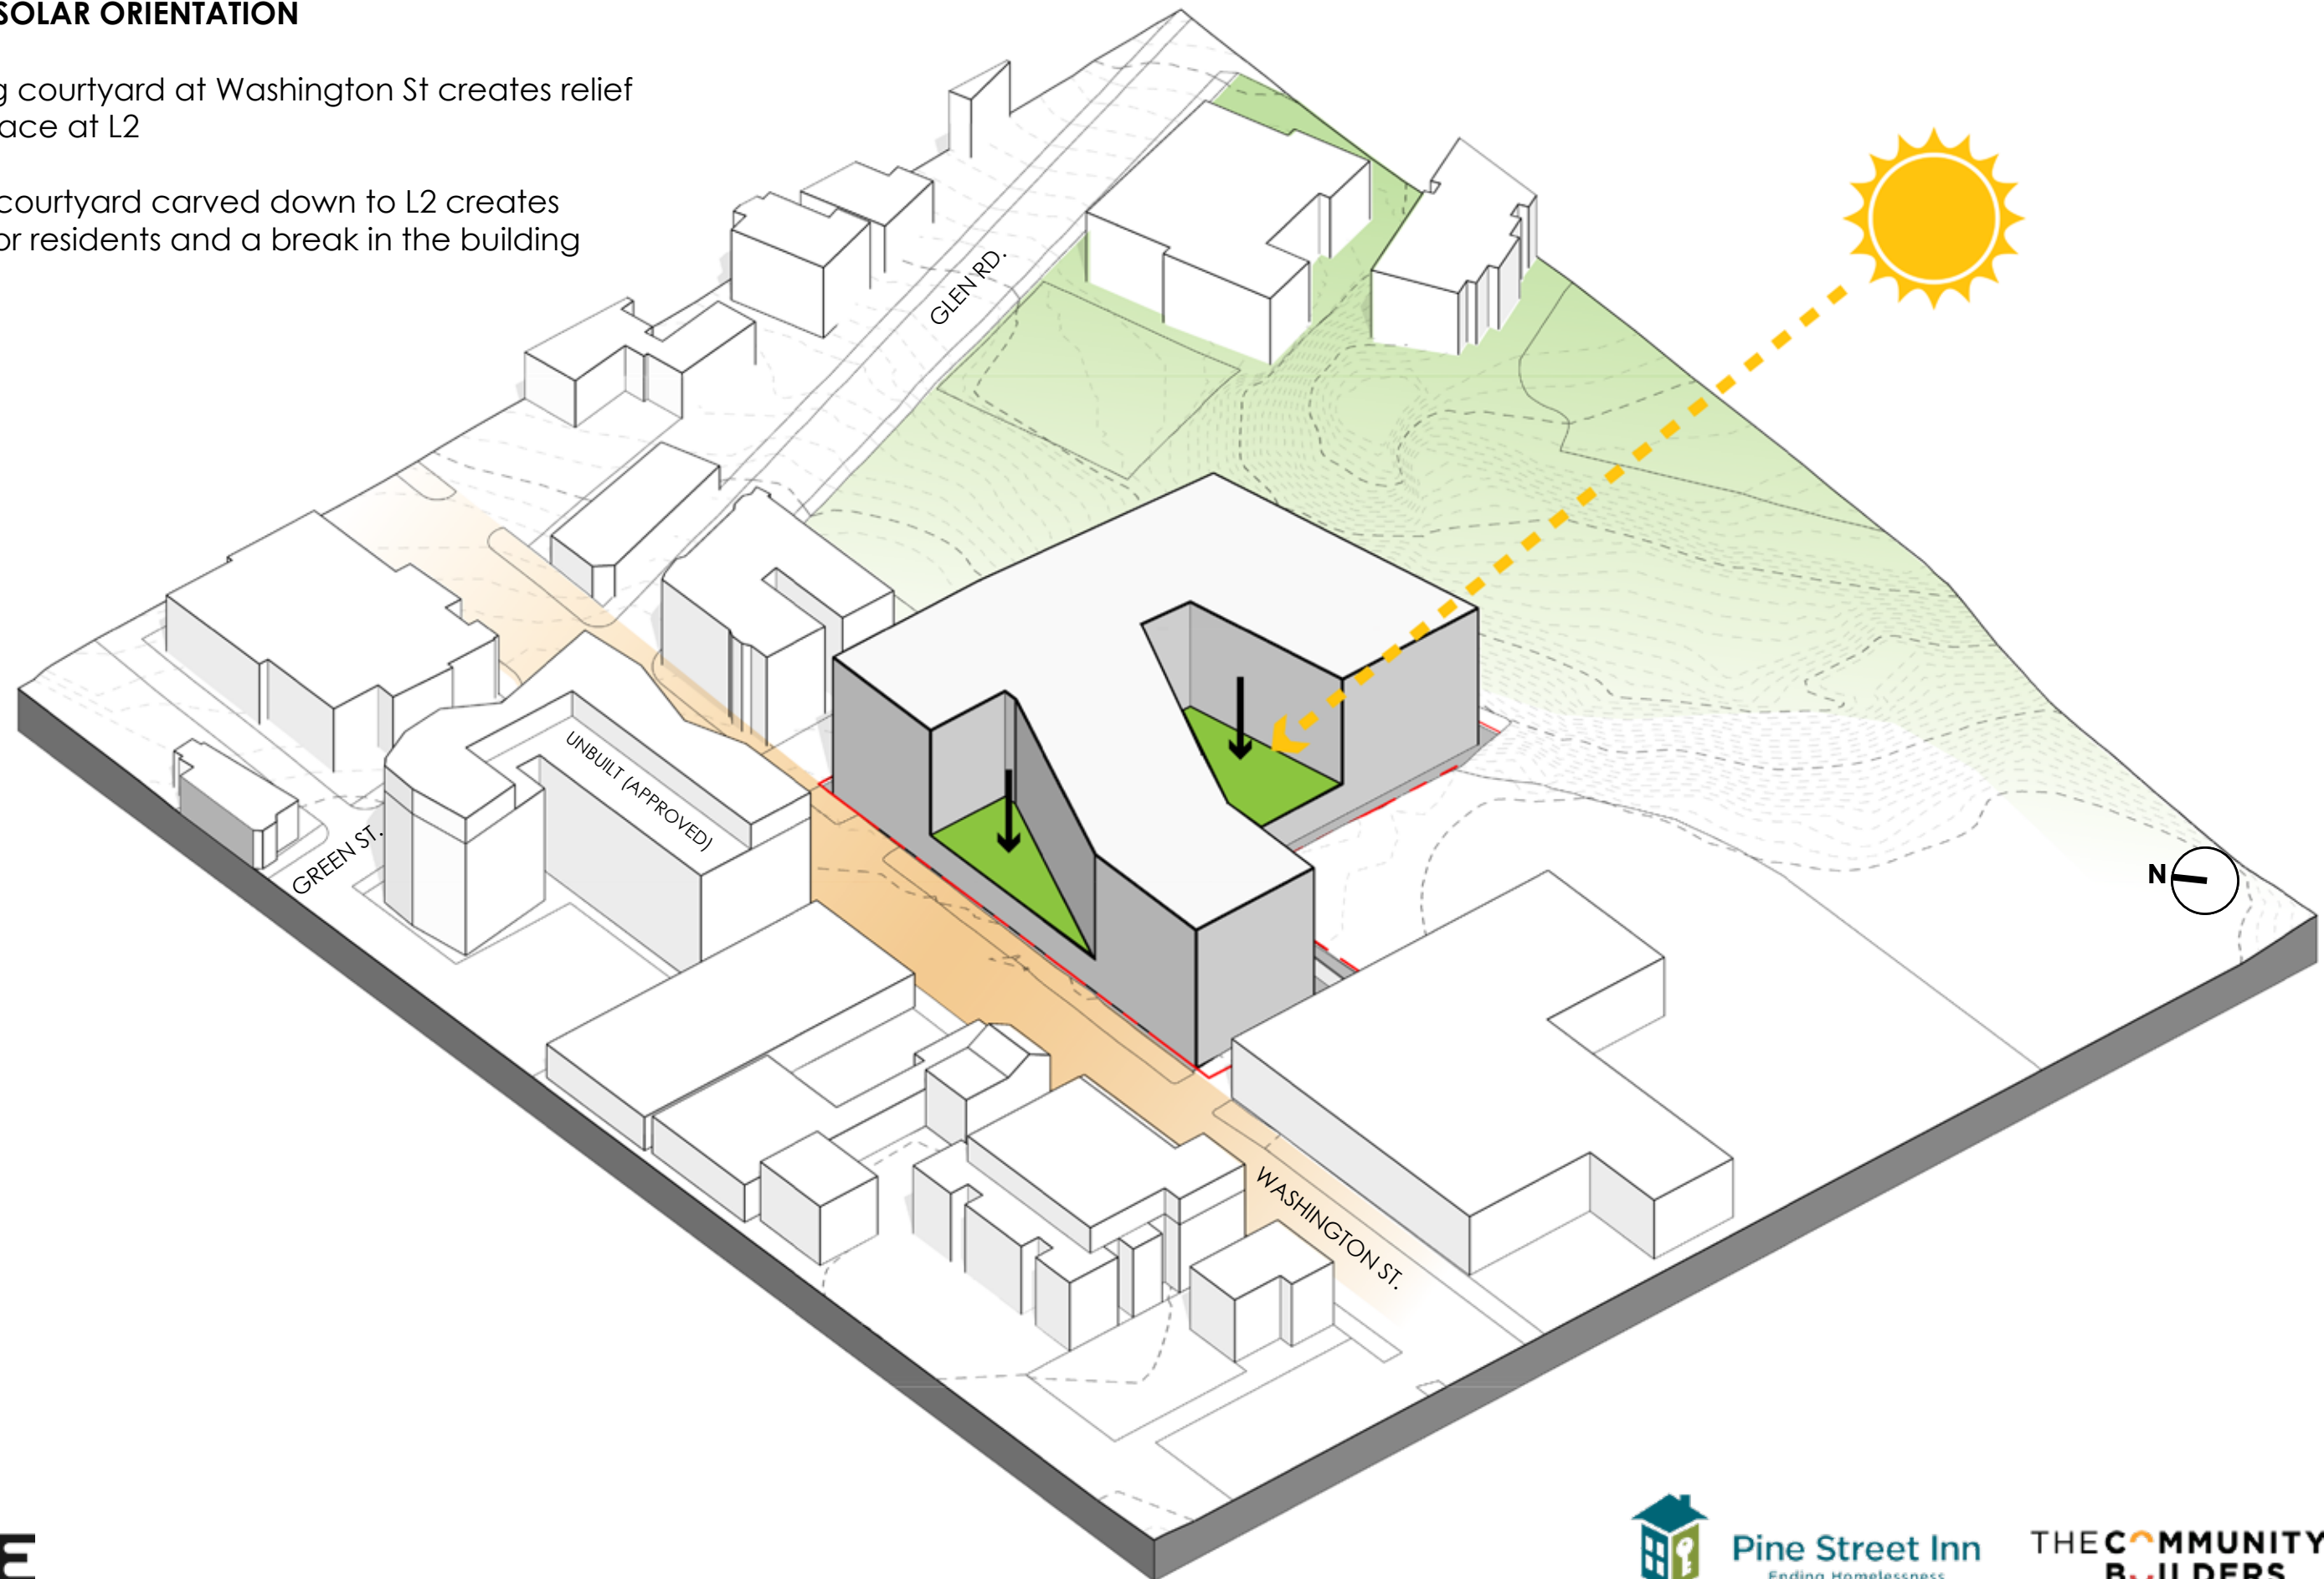 SOLAR ORIENTATION
g courtyard at Washington St creates relief
ace at L2
courtyard carved down to L2 creates
or residents and a break in the building
GLEN RD.
UNBUILT (APPROVED)
GREEN ST.
N
WASHINGTON ST.
E
Pine Street Inn
Ending Homelessness
THE COMMUNITY
BUILDERS